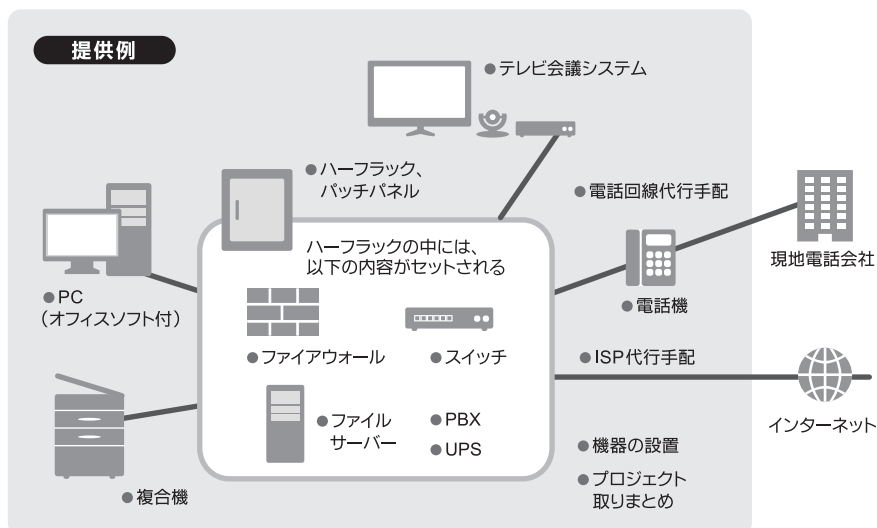 提供例
●テレビ会議システム
●ハーフラック、
パッチパネル
●電話回線代行手配
現地電話会社
ハーフラックの中には、
以下の内容がセットされる
●PC
（オフィスソフト付）
●電話機
●ファイアウォール
●スイッチ
●ISP代行手配
インターネット
●ファイル
サーバー
●PBX
●UPS
●機器の設置
●プロジェクト
取りまとめ
●複合機